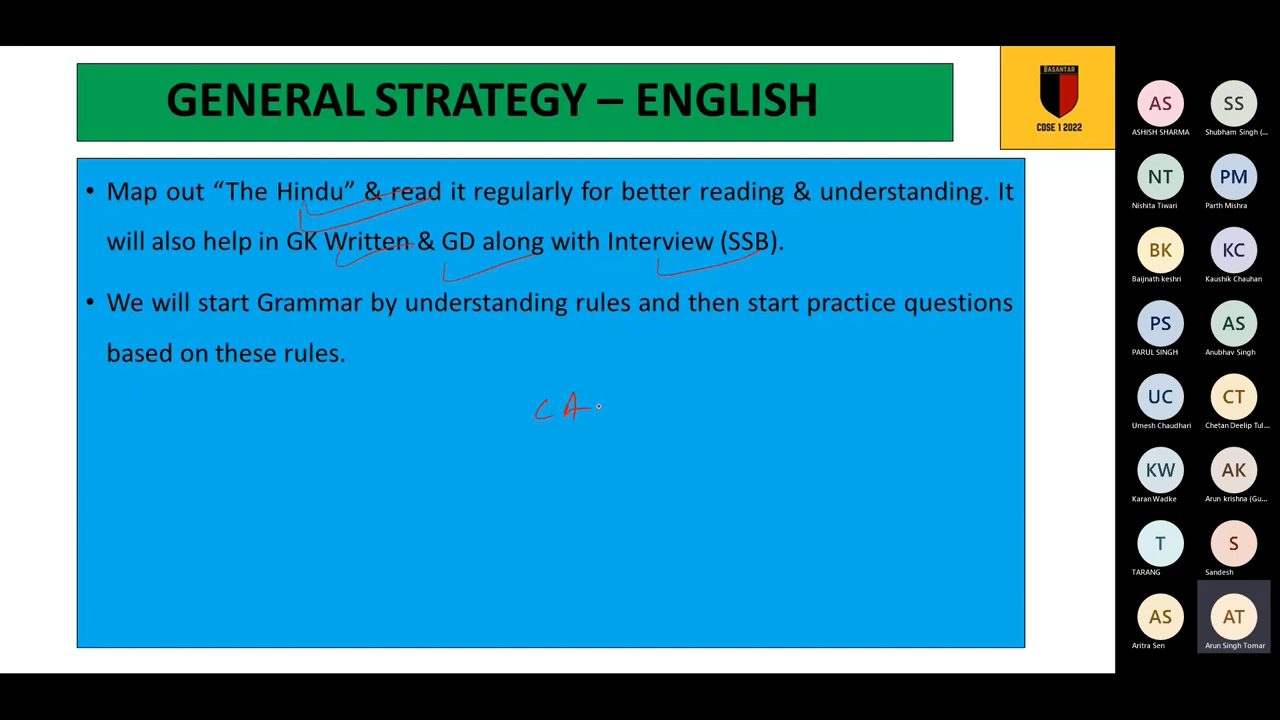 GENERAL STRATEGY – ENGLISH
BASANTAR
CDSE 1 2022
• Map out “The Hindu” & read it regularly for better reading & understanding. It
will also help in GK Written & GD along with Interview (SSB).
• We will start Grammar by understanding rules and then start practice questions
based on these rules.
CA
AS
ASHISH SHARMA
SS
Shubham Singh (...
NT
Nishita Tiwari
PM
Parth Mishra
BK
Baijnath keshri
KC
Kaushik Chauhan
PS
PARUL SINGH
AS
Anubhav Singh
UC
Umesh Chaudhari
CT
Chetan Deelip Tul...
KW
Karan Wadke
AK
Arun krishna (Gu...
T
TARANG
S
Sandesh
AS
Aritra Sen
AT
Arun Singh Tomar